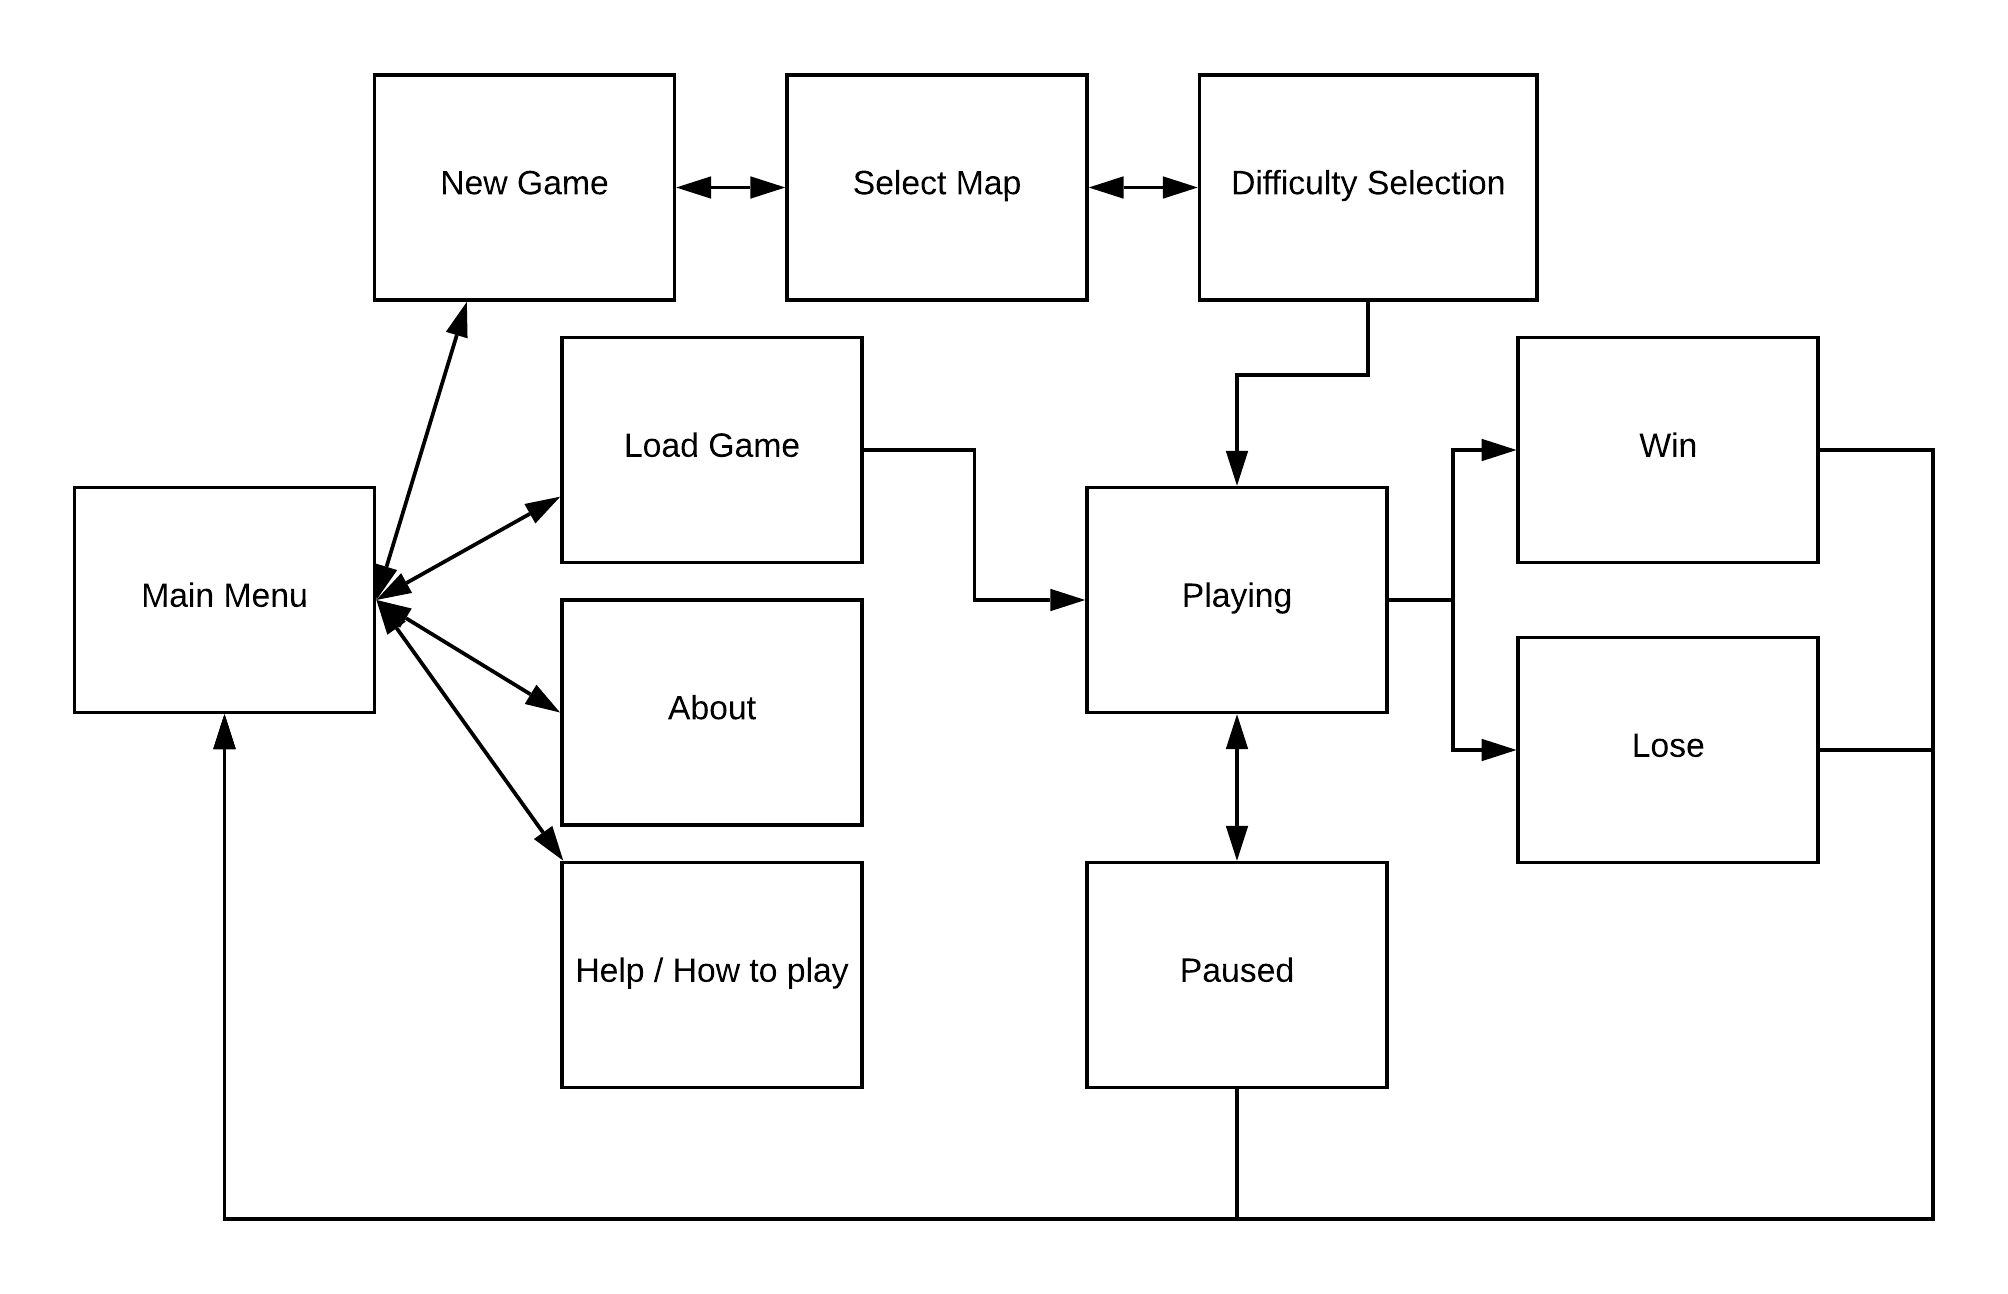 New Game
Select Map
Difficulty Selection
Load Game
Win
Main Menu
Playing
About
Lose
Help / How to play
Paused